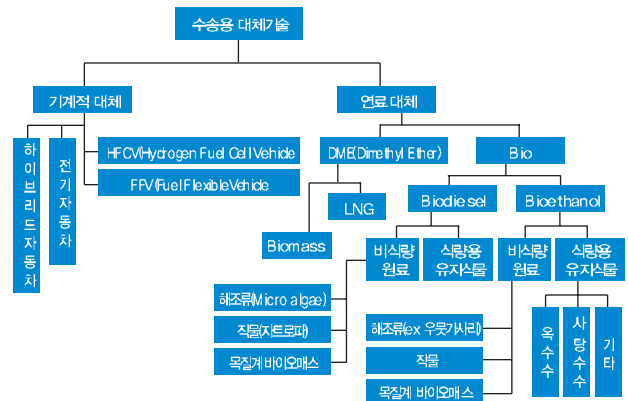 수송용 대체기술
기계적 대체
연료 대체
하이브리드자동차
전기자동차
HFCV(Hydrogen Fuel Cell Vehicle
FFV(Fuel Flexible Vehicle
DME(Dimethyl Ether)
Bio
LNG
Biomass
Biodiesel
Bioethanol
비식량
원료
식량용
유지식물
비식량
원료
식량용
유지식물
해조류(Micro algæ)
작물(자트로파)
목질계 바이오매스
해조류(ex 우뭇가사리)
작물
목질계 바이오매스
옥수수
사탕수수
기타